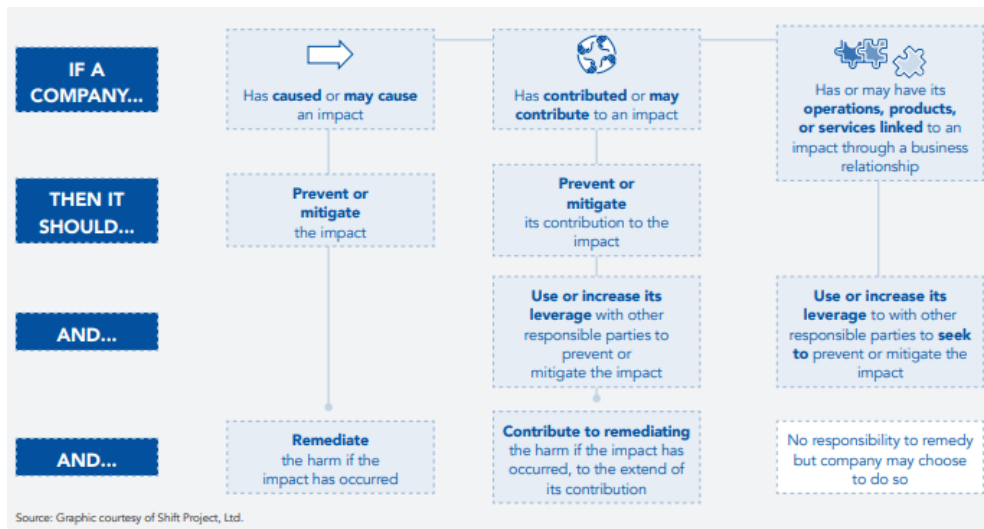 IF A
COMPANY...
Has caused or may cause
an impact
Has contributed or may
contribute to an impact
Has or may have its
operations, products,
or services linked to an
impact through a business
relationship
THEN IT
SHOULD...
Prevent or
mitigate
the impact
Prevent or
mitigate
its contribution to the
impact
AND...
Use or increase its
leverage with other
responsible parties to
prevent or
mitigate the impact
Use or increase its
leverage to with other
responsible parties to seek
to prevent or mitigate the
impact
AND...
Remediate
the harm if the
impact has occurred
Contribute to remediating
the harm if the impact has
occurred, to the extend of
its contribution
No responsibility to remedy
but company may choose
to do so
Source: Graphic courtesy of Shift Project, Ltd.